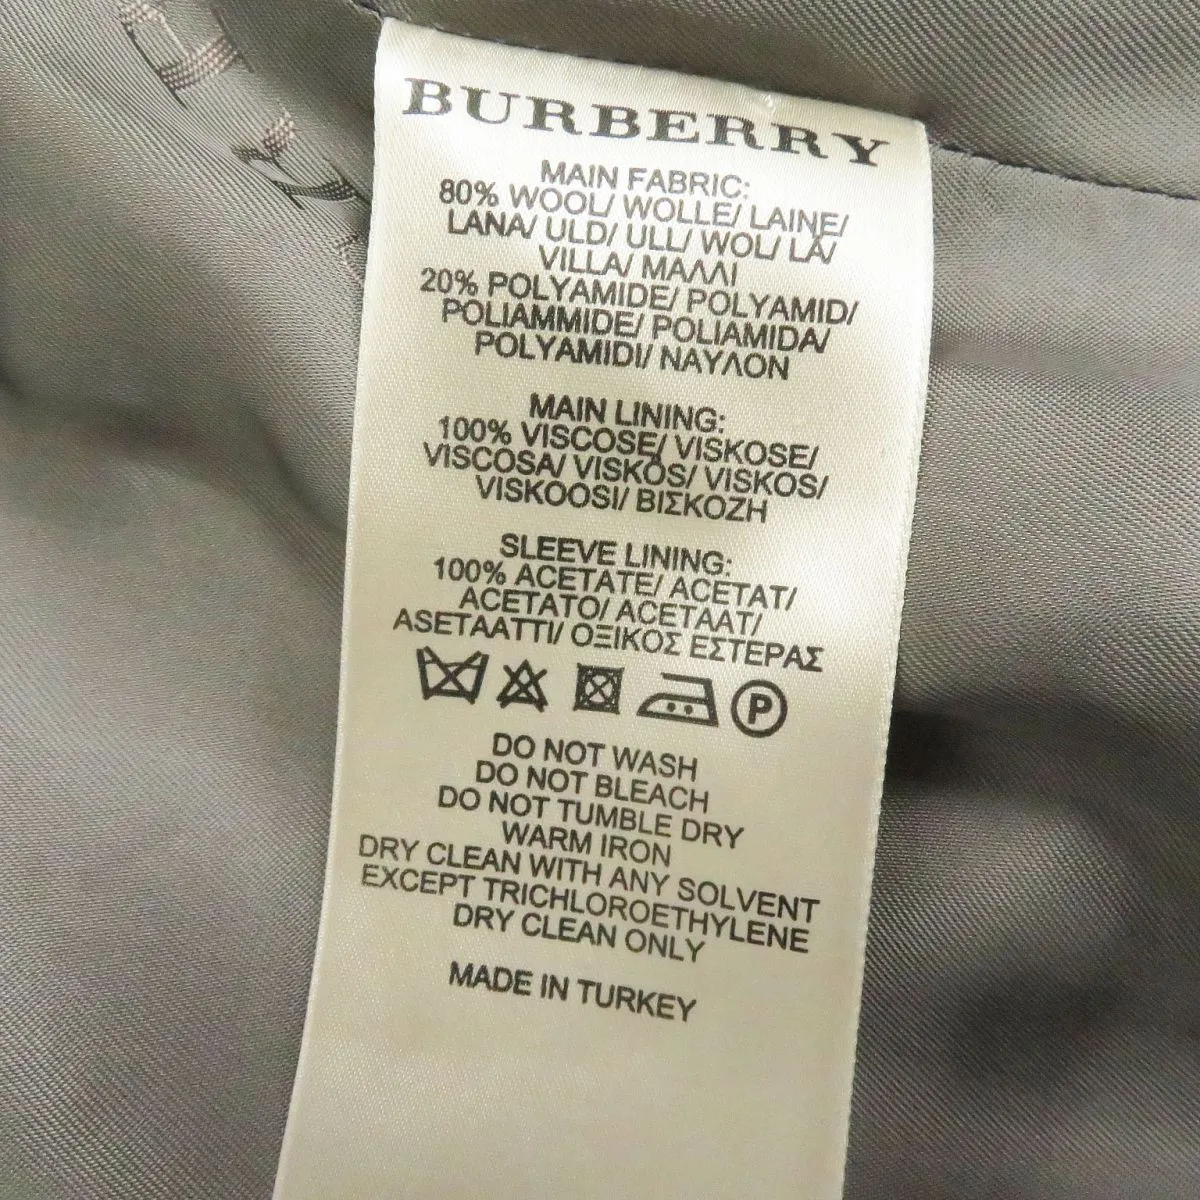 BURBERRY
MAIN FABRIC:
80% WOOL/ WOLLE/ LAINE/
LANA/ ULD/ ULL/ WOL/ LÃ/
VILLA/ ΜΑΛΛΙ
20% POLYAMIDE/ POLYAMID/
POLIAMMIDE/ POLIAMIDA/
POLYAMIDI/ ΝΑΥΛΟΝ
MAIN LINING:
100% VISCOSE/ VISKOSE/
VISCOSA/ VISKÓS/ VISKOS/
VISKOOSI/ ΒΙΣΚΟΖΗ
SLEEVE LINING:
100% ACETATE/ ACETAT/
ACETATO/ ACETAAT/
ASETAATTI/ ΟΞΙΚΟΣ ΕΣΤΕΡΑΣ
P
DO NOT WASH
DO NOT BLEACH
DO NOT TUMBLE DRY
WARM IRON
DRY CLEAN WITH ANY SOLVENT
EXCEPT TRICHLOROETHYLENE
DRY CLEAN ONLY
MADE IN TURKEY